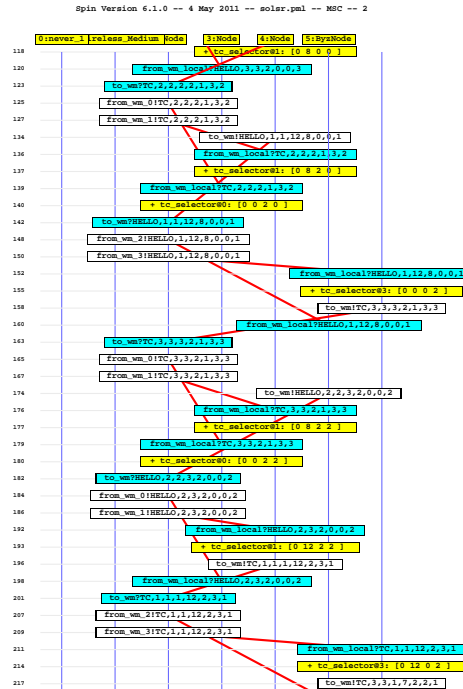 Spin Version 6.1.0 -- 4 May 2011 -- solsr.pml -- MSC -- 2
0:never_1 ireless_Medium Node 3:Node 4:Node 5:ByzNode
118 + tc_selector@1: [0 8 0 0 ]
120 from_wm_local?HELLO,3,3,2,0,0,3
123 to_wm?TC,2,2,2,2,1,3,2
125 from_wm_0!TC,2,2,2,1,3,2
127 from_wm_1!TC,2,2,2,1,3,2
134 to_wm!HELLO,1,1,12,8,0,0,1
136 from_wm_local?TC,2,2,2,1,3,2
137 + tc_selector@1: [0 8 2 0 ]
139 from_wm_local?TC,2,2,2,1,3,2
140 + tc_selector@0: [0 0 2 0 ]
142 to_wm?HELLO,1,1,12,8,0,0,1
148 from_wm_2!HELLO,1,12,8,0,0,1
150 from_wm_3!HELLO,1,12,8,0,0,1
152 from_wm_local?HELLO,1,12,8,0,0,1
155 + tc_selector@3: [0 0 0 2 ]
158 to_wm!TC,3,3,3,2,1,3,3
160 from_wm_local?HELLO,1,12,8,0,0,1
163 to_wm?TC,3,3,3,2,1,3,3
165 from_wm_0!TC,3,3,2,1,3,3
167 from_wm_1!TC,3,3,2,1,3,3
174 to_wm!HELLO,2,2,3,2,0,0,2
176 from_wm_local?TC,3,3,2,1,3,3
177 + tc_selector@1: [0 8 2 2 ]
179 from_wm_local?TC,3,3,2,1,3,3
180 + tc_selector@0: [0 0 2 2 ]
182 to_wm?HELLO,2,2,3,2,0,0,2
184 from_wm_0!HELLO,2,3,2,0,0,2
186 from_wm_1!HELLO,2,3,2,0,0,2
192 from_wm_local?HELLO,2,3,2,0,0,2
193 + tc_selector@1: [0 12 2 2 ]
196 to_wm!TC,1,1,1,12,2,3,1
198 from_wm_local?HELLO,2,3,2,0,0,2
201 to_wm?TC,1,1,1,12,2,3,1
206 from_wm_2!TC,1,1,12,2,3,1
209 from_wm_3!TC,1,1,12,2,3,1
211 from_wm_local?TC,1,1,12,2,3,1
214 + tc_selector@3: [0 12 0 2 ]
217 to_wm!TC,3,3,1,7,2,2,1